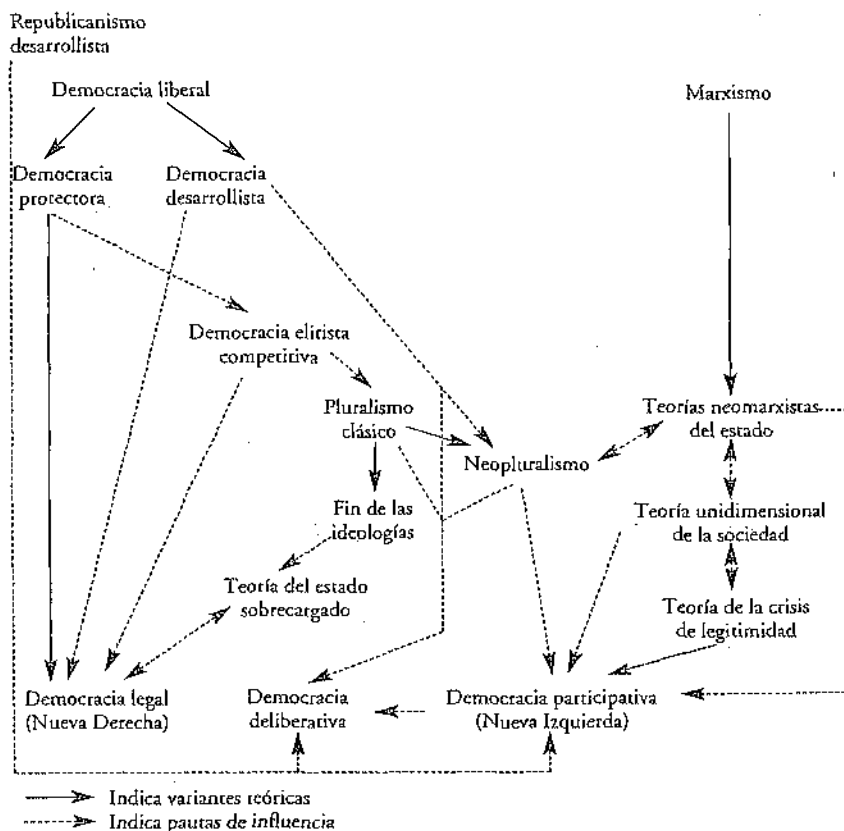 Republicanismo
desarrollista
Democracia liberal
Marxismo
Democracia
protectora
Democracia
desarrollista
Democracia elitista
competitiva
Pluralismo
clásico
Teorías neomarxistas
del estado
Neopluralismo
Fin de las
ideologías
Teoría unidimensional
de la sociedad
Teoría del estado
sobrecargado
Teoría de la crisis
de legitimidad
Democracia legal
(Nueva Derecha)
Democracia
deliberativa
Democracia participativa
(Nueva Izquierda)
Indica variantes teóricas
Indica pautas de influencia